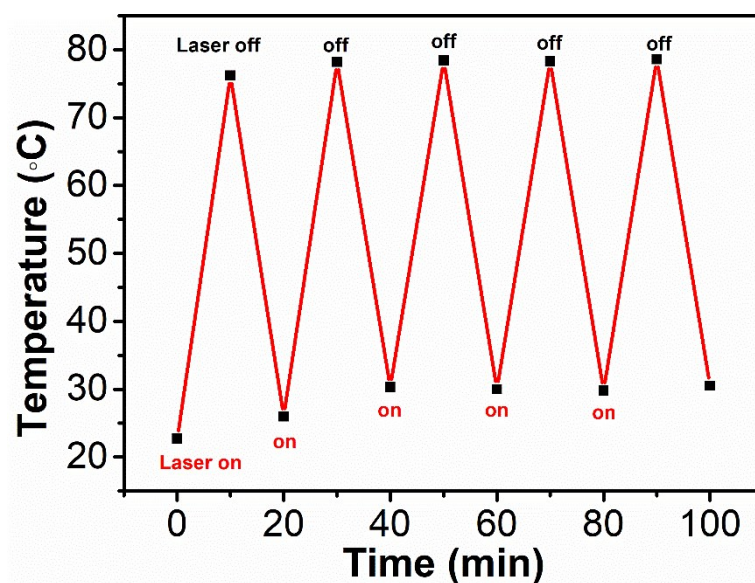 Laser off
off
off
off
off
80
70
60
50
40
30
20
Temperature (◦C)
on
on
on
on
Laser on
0
20
40
60
80
100
Time (min)